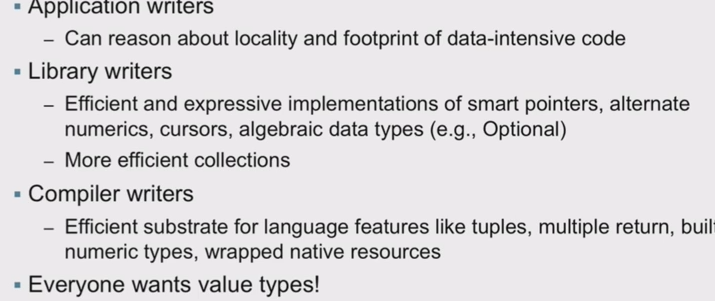 ▪ Application writers
– Can reason about locality and footprint of data-intensive code
▪ Library writers
– Efficient and expressive implementations of smart pointers, alternate
numerics, cursors, algebraic data types (e.g., Optional)
– More efficient collections
▪ Compiler writers
– Efficient substrate for language features like tuples, multiple return,
numeric types, wrapped native resources
▪ Everyone wants value types!